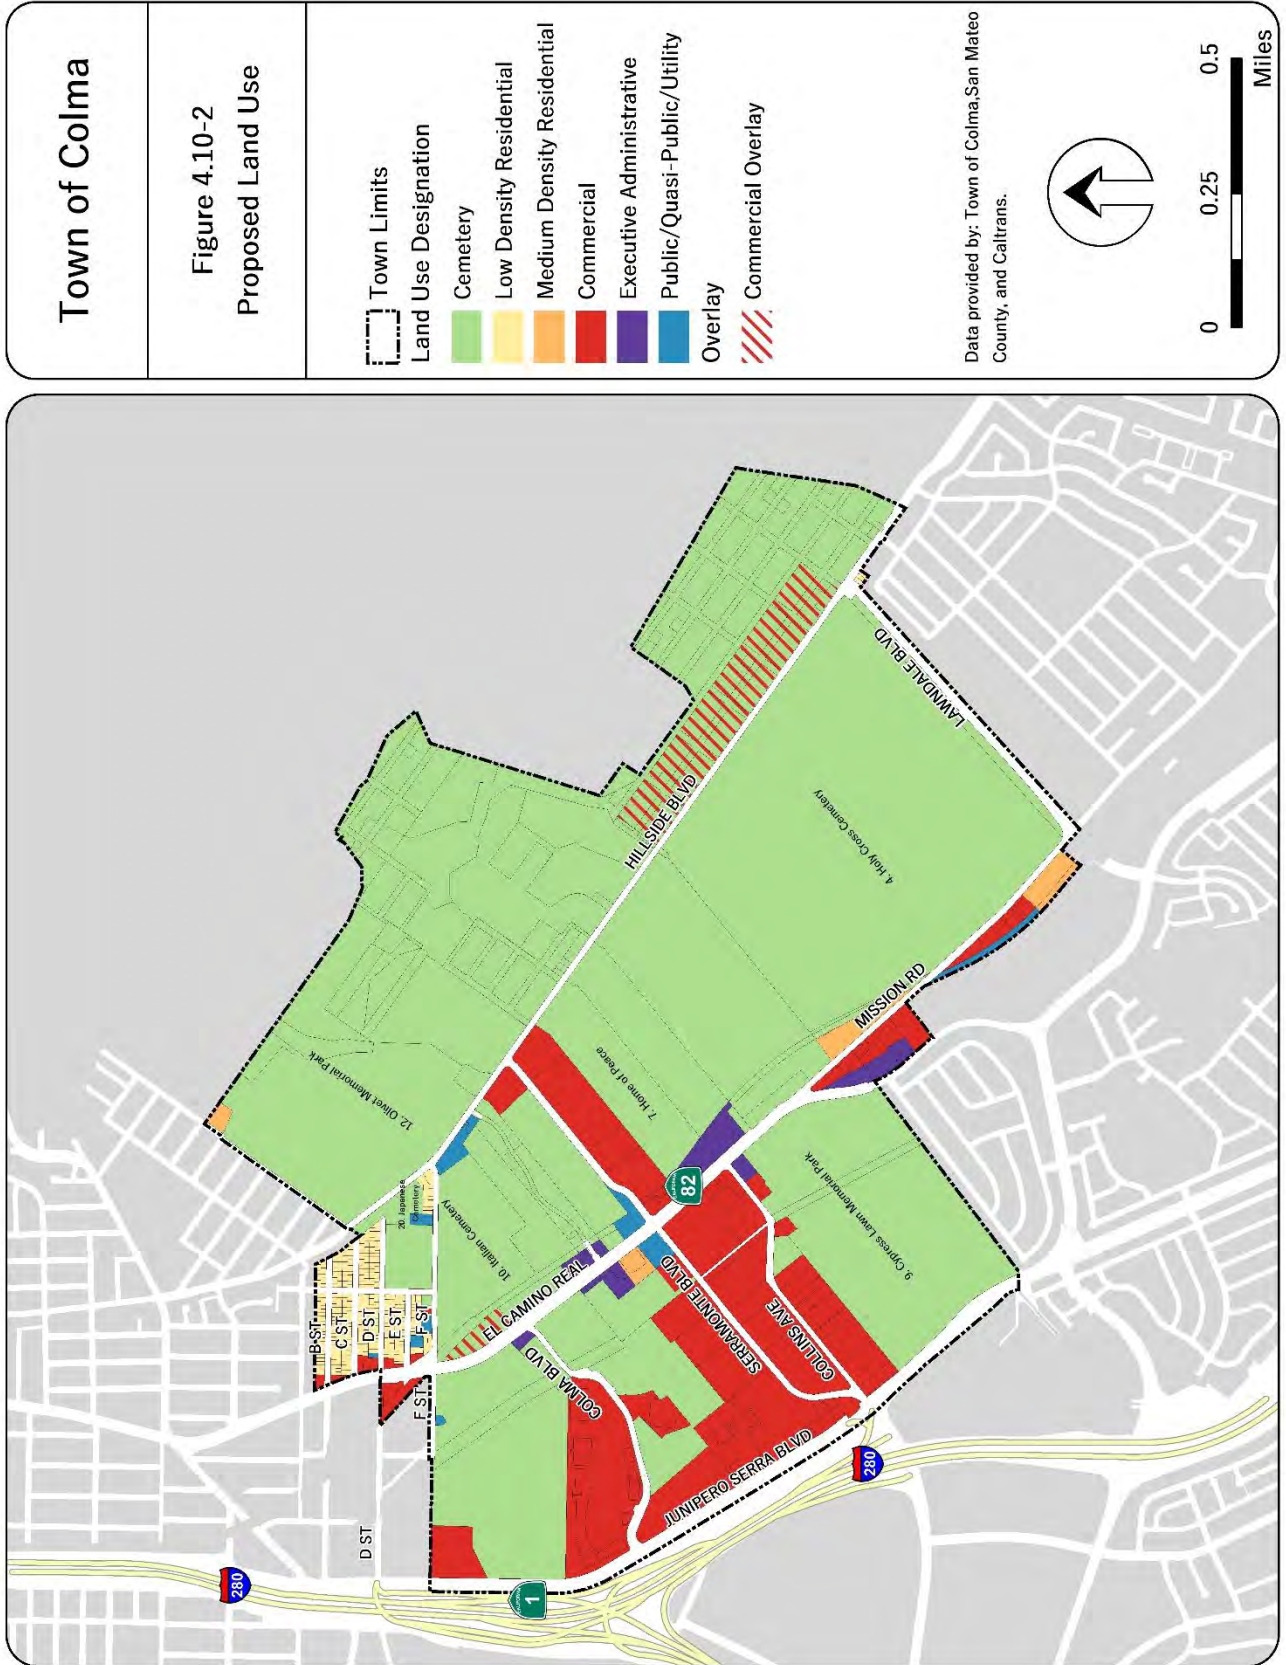 Town of Colma
Figure 4.10-2
Proposed Land Use
Town Limits
Land Use Designation
Cemetery
Low Density Residential
Medium Density Residential
Commercial
Executive Administrative
Public/Quasi-Public/Utility
Overlay
Commercial Overlay
Data provided by: Town of Colma,San Mateo
County, and Caltrans.
0 0.25 0.5
Miles
280
1
D ST
B ST
C ST
D ST
E ST
F ST
F ST
20. Japanese
Cemetery
12. Olivet Memorial Park
10. Italian Cemetery
EL CAMINO REAL
COLMA BLVD
SERRAMONTE BLVD
COLLINS AVE
JUNIPERO SERRA BLVD
280
CALIFORNIA
82
7. Home of Peace
9. Cypress Lawn Memorial Park
HILLSIDE BLVD
4. Holy Cross Cemetery
MISSION RD
LAWNDALE BLVD